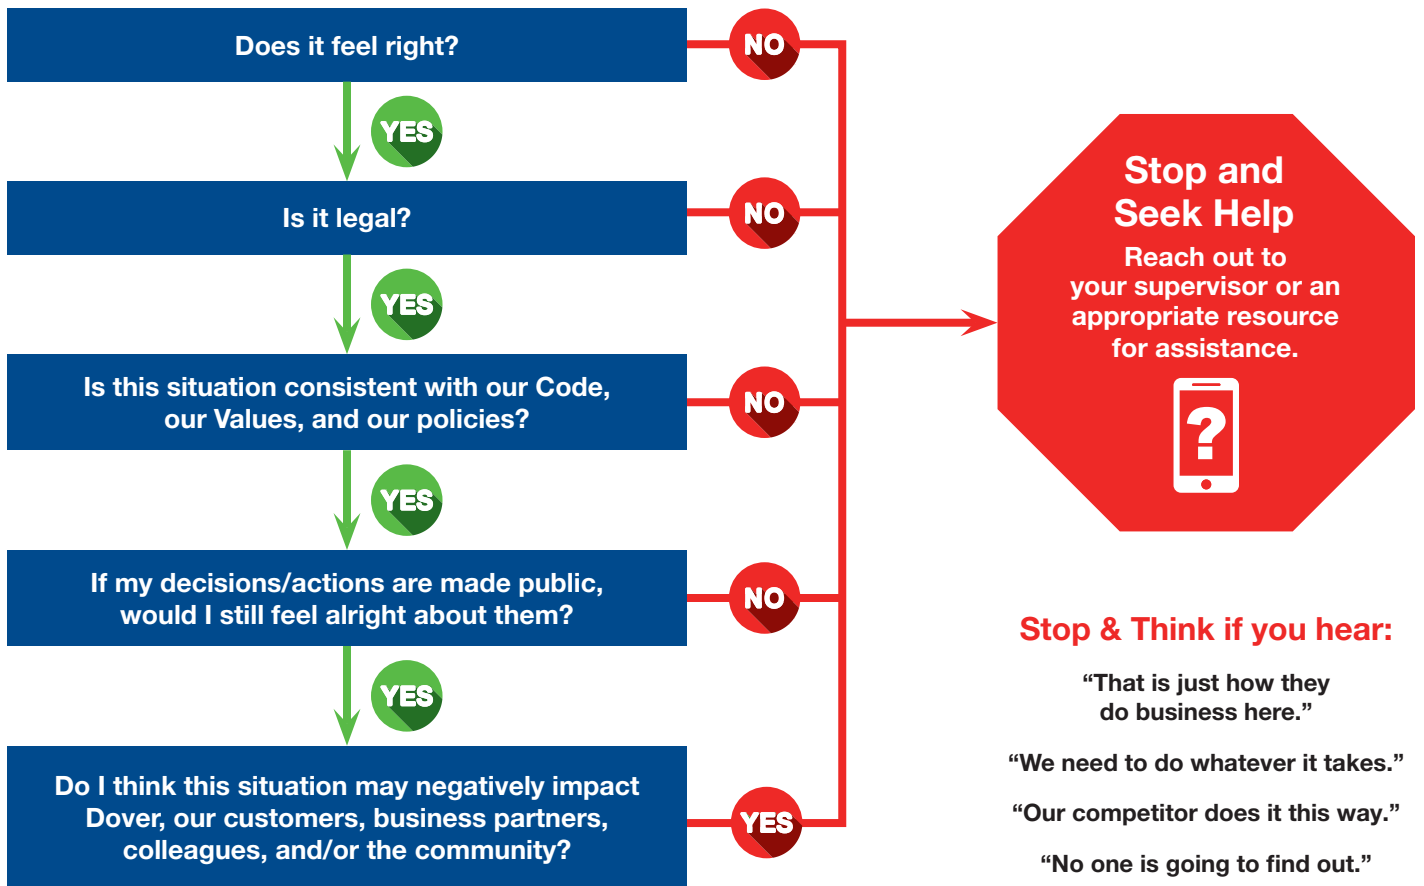 Does it feel right?
NO
YES
Is it legal?
NO
YES
Is this situation consistent with our Code,
our Values, and our policies?
NO
YES
If my decisions/actions are made public,
would I still feel alright about them?
NO
YES
Do I think this situation may negatively impact
Dover, our customers, business partners,
colleagues, and/or the community?
YES
Stop and
Seek Help
Reach out to
your supervisor or an
appropriate resource
for assistance.
?
Stop & Think if you hear:
“That is just how they
do business here.”
“We need to do whatever it takes.”
“Our competitor does it this way.”
“No one is going to find out.”